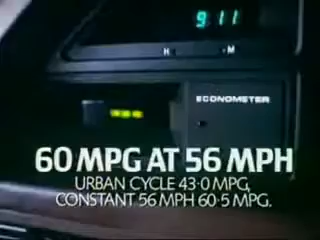 9 11
H M
ECONOMETER
60 MPG AT 56 MPH
URBAN CYCLE 43·0 MPG,
CONSTANT 56 MPH 60·5 MPG.